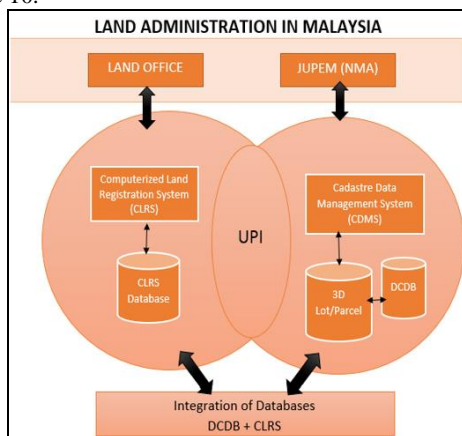 LAND ADMINISTRATION IN MALAYSIA
LAND OFFICE
JUPEM (NMA)
Computerized Land
Registration System
(CLRS)
CLRS
Database
UPI
Cadastre Data
Management System
(CDMS)
3D
Lot/Parcel
DCDB
Integration of Databases
DCDB + CLRS